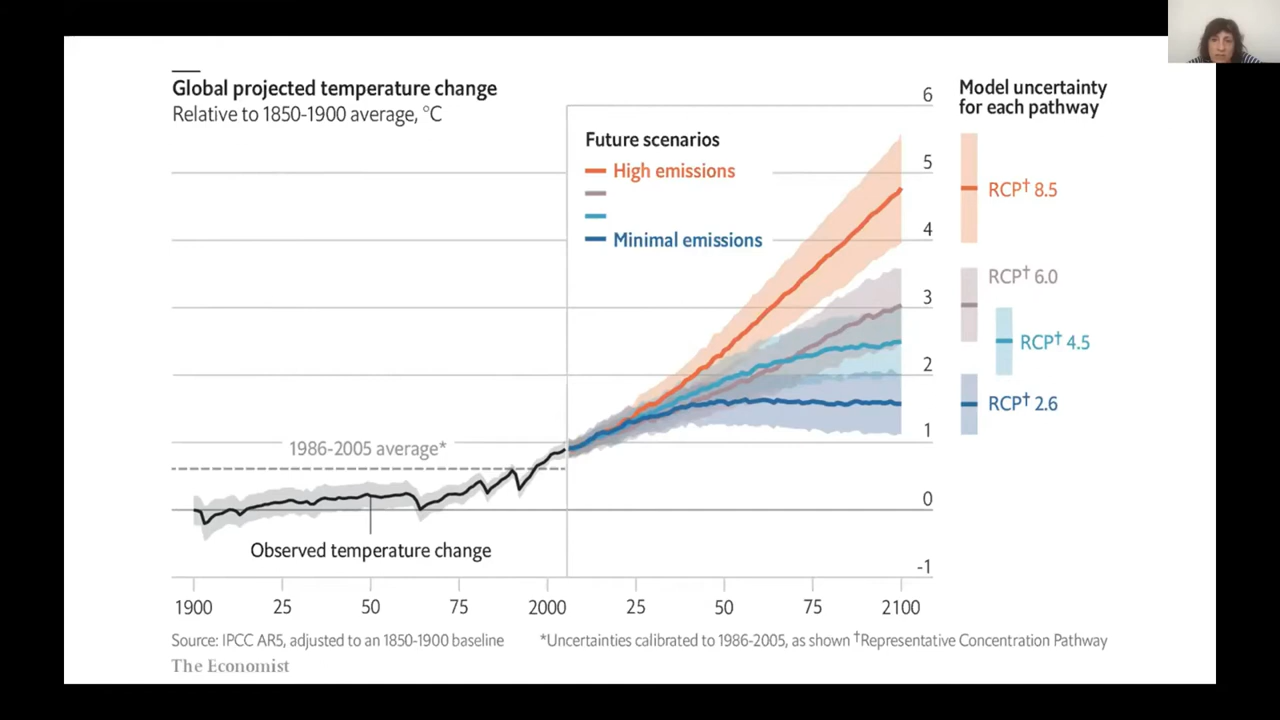 Global projected temperature change
Relative to 1850-1900 average, °C
Future scenarios
High emissions
Minimal emissions
6
5
4
3
2
1
0
-1
Model uncertainty
for each pathway
RCP† 8.5
RCP† 6.0
RCP† 4.5
RCP† 2.6
1986-2005 average*
Observed temperature change
1900 25 50 75 2000 25 50 75 2100
Source: IPCC AR5, adjusted to an 1850-1900 baseline
*Uncertainties calibrated to 1986-2005, as shown †Representative Concentration Pathway
The Economist